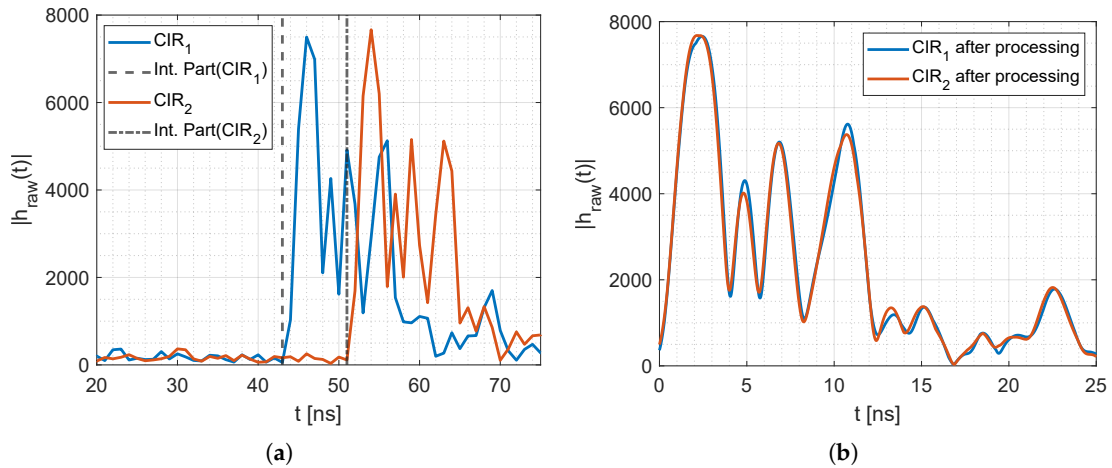 8000
6000
4000
2000
0
|h_raw(t)|
CIR_1
Int. Part(CIR_1)
CIR_2
Int. Part(CIR_2)
20 30 40 50 60 70
t [ns]
(a)
8000
6000
4000
2000
0
|h_raw(t)|
CIR_1 after processing
CIR_2 after processing
0 5 10 15 20 25
t [ns]
(b)